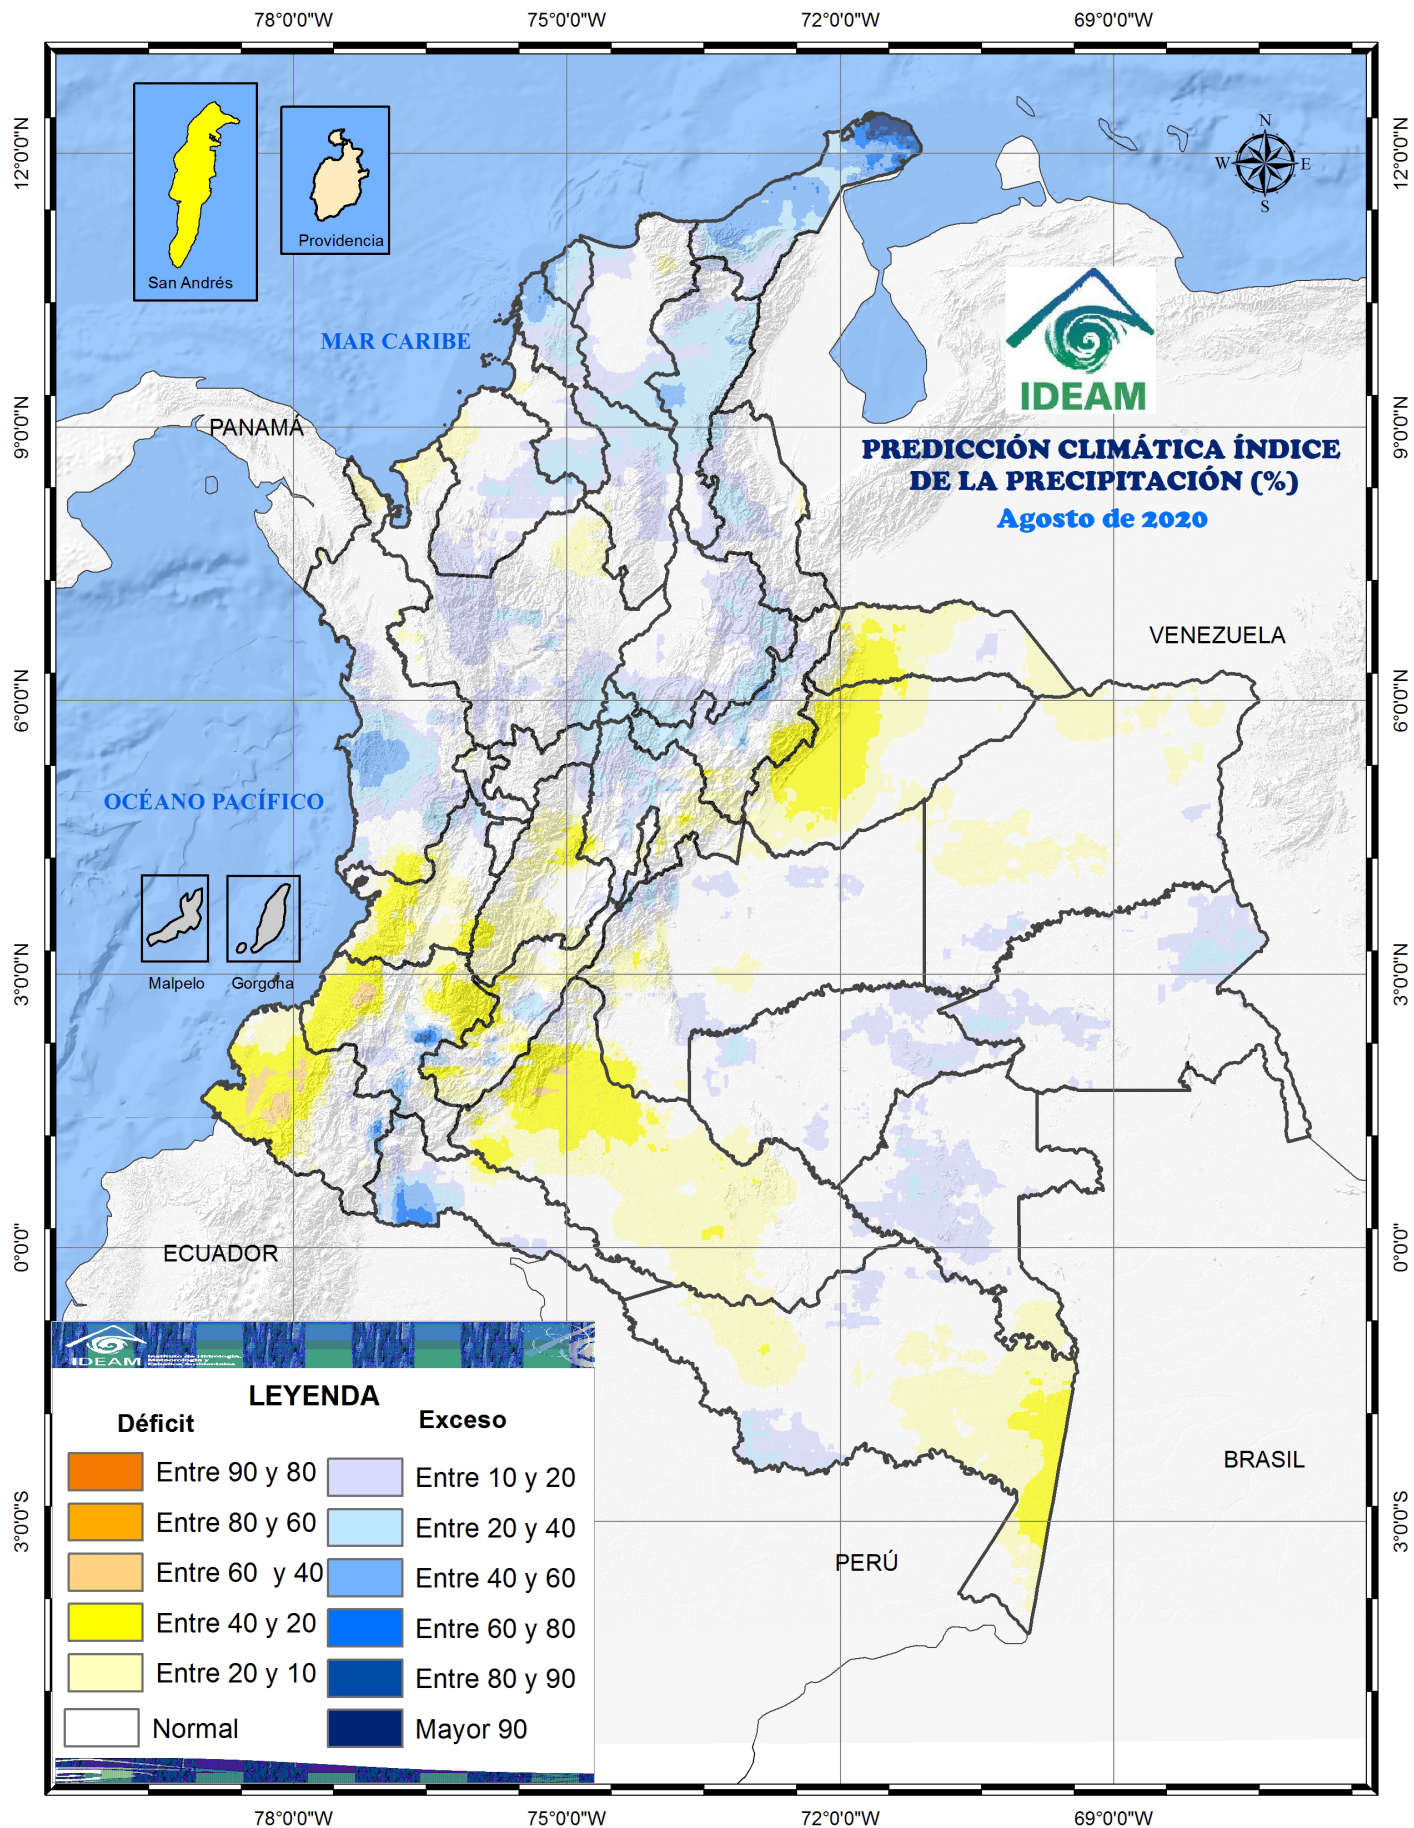 78°0'0"W 75°0'0"W 72°0'0"W 69°0'0"W
12°0'0"N
12°0'0"N
N
W E
S
San Andrés
Providencia
MAR CARIBE
IDEAM
9°0'0"N
9°0'0"N
PANAMÁ
PREDICCIÓN CLIMÁTICA ÍNDICE
DE LA PRECIPITACIÓN (%)
Agosto de 2020
VENEZUELA
6°0'0"N
6°0'0"N
OCÉANO PACÍFICO
3°0'0"N
3°0'0"N
Malpelo
Gorgona
0°0'0"
0°0'0"
ECUADOR
IDEAM
Instituto de Hidrología,
Meteorología y
Estudios Ambientales
LEYENDA
Déficit
Exceso
Entre 90 y 80
Entre 80 y 60
Entre 60 y 40
Entre 40 y 20
Entre 20 y 10
Normal
Entre 10 y 20
Entre 20 y 40
Entre 40 y 60
Entre 60 y 80
Entre 80 y 90
Mayor 90
BRASIL
PERÚ
3°0'0"S
3°0'0"S
78°0'0"W 75°0'0"W 72°0'0"W 69°0'0"W